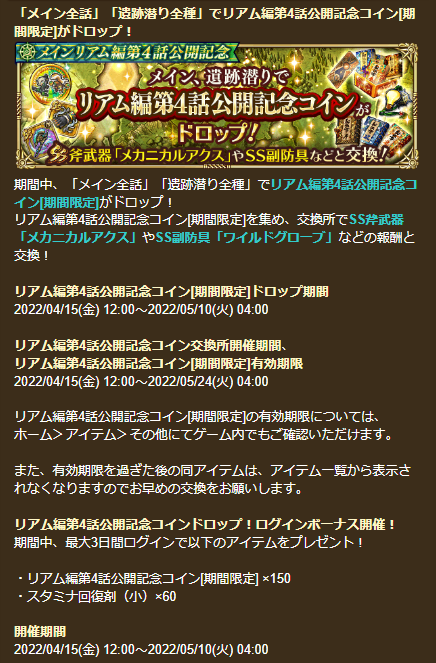 「メイン全話」「遺跡潜り全種」でリアム編第4話公開記念コイン[期
間限定]がドロップ！
メインリアム編第4話公開記念
メイン、遺跡潜りで
リアム編第4話公開記念コインが
ドロップ!!
SS斧武器「メカニカルアクス」やSS副防具などと交換!
期間中、「メイン全話」「遺跡潜り全種」でリアム編第4話公開記念コ
イン[期間限定]がドロップ！
リアム編第4話公開記念コイン[期間限定]を集め、交換所でSS斧武器
「メカニカルアクス」やSS副防具「ワイルドグローブ」などの報酬と
交換！
リアム編第4話公開記念コイン[期間限定]ドロップ期間
2022/04/15(金) 12:00～2022/05/10(火) 04:00
リアム編第4話公開記念コイン交換所開催期間、
リアム編第4話公開記念コイン[期間限定]有効期限
2022/04/15(金) 12:00～2022/05/24(火) 04:00
リアム編第4話公開記念コイン[期間限定]の有効期限については、
ホーム＞アイテム＞その他にてゲーム内でもご確認いただけます。
また、有効期限を過ぎた後の同アイテムは、アイテム一覧から表示さ
れなくなりますのでお早めの交換をお願いします。
リアム編第4話公開記念コインドロップ！ログインボーナス開催！
期間中、最大3日間ログインで以下のアイテムをプレゼント！
・リアム編第4話公開記念コイン[期間限定] ×150
・スタミナ回復剤（小）×60
開催期間
2022/04/15(金) 12:00～2022/05/10(火) 04:00